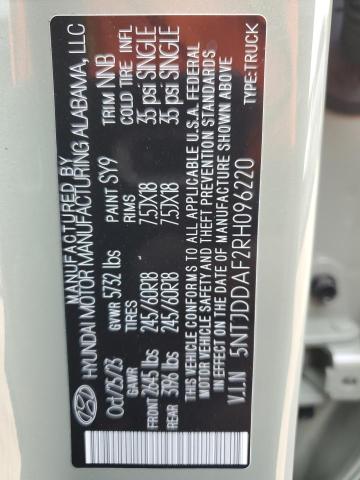 MANUFACTURED BY
HYUNDAI MOTOR MANUFACTURING ALABAMA, LLC
Oct/25/23 GVWR 5732 lbs PAINT SY9 TRIM NNB
GAWR TIRES RIMS COLD TIRE INFL
FRONT 2645 lbs 245/60R18 7.5JX18 35 psi SINGLE
REAR 3196 lbs 245/60R18 7.5JX18 35 psi SINGLE
THIS VEHICLE CONFORMS TO ALL APPLICABLE U.S.A. FEDERAL
MOTOR VEHICLE SAFETY, BUMPER, AND THEFT PREVENTION STANDARDS
IN EFFECT ON THE DATE OF MANUFACTURE SHOWN ABOVE
V.I.N 5NTJDDAF2RH096220 TYPE:TRUCK